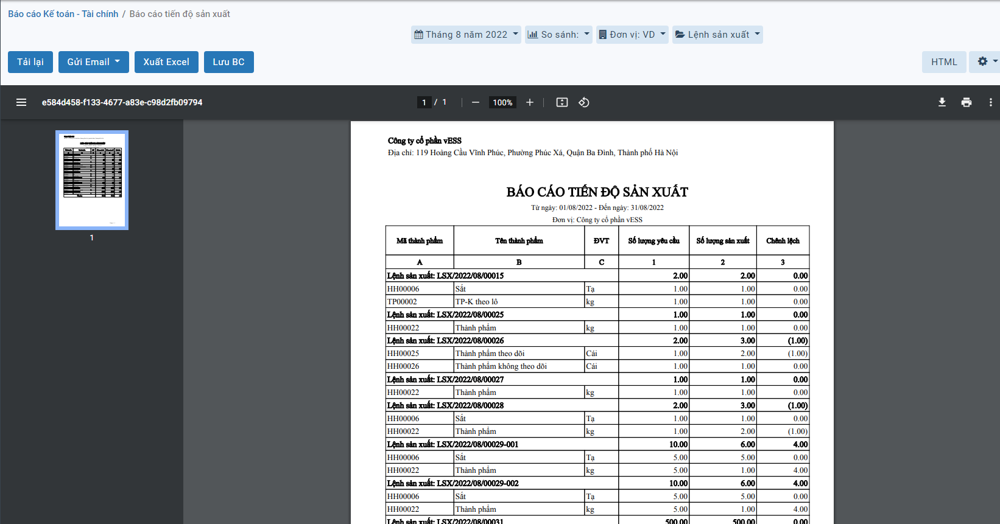 Báo cáo Kế toán - Tài chính / Báo cáo tiến độ sản xuất
Tháng 8 năm 2022 So sánh: Đơn vị: VD Lệnh sản xuất
Tải lại Gửi Email Xuất Excel Lưu BC HTML
e584d458-f133-4677-a83e-c98d2fb09794 1 / 1 100%
1
Công ty cổ phần vESS
Địa chỉ: 119 Hoàng Cầu Vĩnh Phúc, Phường Phúc Xá, Quận Ba Đình, Thành phố Hà Nội
BÁO CÁO TIẾN ĐỘ SẢN XUẤT
Từ ngày: 01/08/2022 - Đến ngày: 31/08/2022
Đơn vị: Công ty cổ phần vESS
Mã thành phẩm Tên thành phẩm ĐVT Số lượng yêu cầu Số lượng sản xuất Chênh lệch
A B C 1 2 3
Lệnh sản xuất: LSX/2022/08/00015 2.00 2.00 0.00
HH00006 Sắt Tạ 1.00 1.00 0.00
TP00002 TP-K theo lô kg 1.00 1.00 0.00
Lệnh sản xuất: LSX/2022/08/00025 1.00 1.00 0.00
HH00022 Thành phẩm kg 1.00 1.00 0.00
Lệnh sản xuất: LSX/2022/08/00026 2.00 3.00 (1.00)
HH00025 Thành phẩm theo dõi Cái 1.00 2.00 (1.00)
HH00026 Thành phẩm không theo dõi Cái 1.00 1.00 0.00
Lệnh sản xuất: LSX/2022/08/00027 1.00 1.00 0.00
HH00022 Thành phẩm kg 1.00 1.00 0.00
Lệnh sản xuất: LSX/2022/08/00028 2.00 3.00 (1.00)
HH00006 Sắt Tạ 1.00 1.00 0.00
HH00022 Thành phẩm kg 1.00 2.00 (1.00)
Lệnh sản xuất: LSX/2022/08/00029-001 10.00 6.00 4.00
HH00006 Sắt Tạ 5.00 5.00 0.00
HH00022 Thành phẩm kg 5.00 1.00 4.00
Lệnh sản xuất: LSX/2022/08/00029-002 10.00 6.00 4.00
HH00006 Sắt Tạ 5.00 5.00 0.00
HH00022 Thành phẩm kg 5.00 1.00 4.00
Lệnh sản xuất: LSX/2022/08/00031 500.00 500.00 0.00